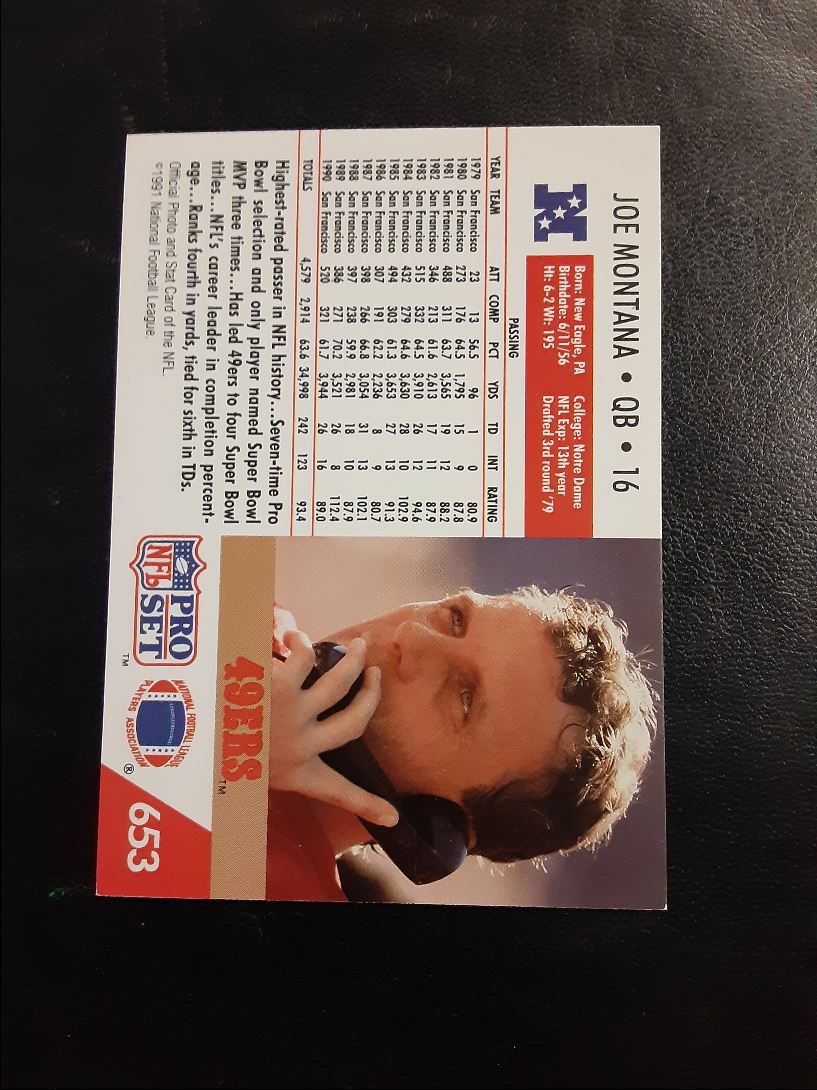 JOE MONTANA • QB • 16
N
Born: New Eagle, PA College: Notre Dame
Birthdate: 6/11/56 NFL Exp: 13th year
Ht: 6-2 Wt: 195 Drafted 3rd round '79
PASSING
YEAR TEAM ATT COMP PCT YDS TD INT RATING
1979 San Francisco 23 13 56.5 96 1 0 80.9
1980 San Francisco 273 176 64.5 1,795 15 9 87.8
1981 San Francisco 488 311 63.7 3,565 19 12 88.2
1982 San Francisco 346 213 61.6 2,613 17 11 87.9
1983 San Francisco 515 332 64.5 3,910 26 12 94.6
1984 San Francisco 432 279 64.6 3,630 28 10 102.9
1985 San Francisco 494 303 61.3 3,653 27 13 91.3
1986 San Francisco 307 191 62.2 2,236 8 9 80.7
1987 San Francisco 398 266 66.8 3,054 31 13 102.1
1988 San Francisco 397 238 59.9 2,981 18 10 87.9
1989 San Francisco 386 271 70.2 3,521 26 8 112.4
1990 San Francisco 520 321 61.7 3,944 26 16 89.0
TOTALS 4,579 2,914 63.6 34,998 242 123 93.4
Highest-rated passer in NFL history...Seven-time Pro
Bowl selection and only player named Super Bowl
MVP three times...Has led 49ers to four Super Bowl
titles...NFL's career leader in completion percent-
age...Ranks fourth in yards, tied for sixth in TDs.
Official Photo and Stat Card of the NFL.
©1991 National Football League.
49ERS™
PRO
NFL SET™
NATIONAL FOOTBALL LEAGUE
PLAYERS ASSOCIATION®
653